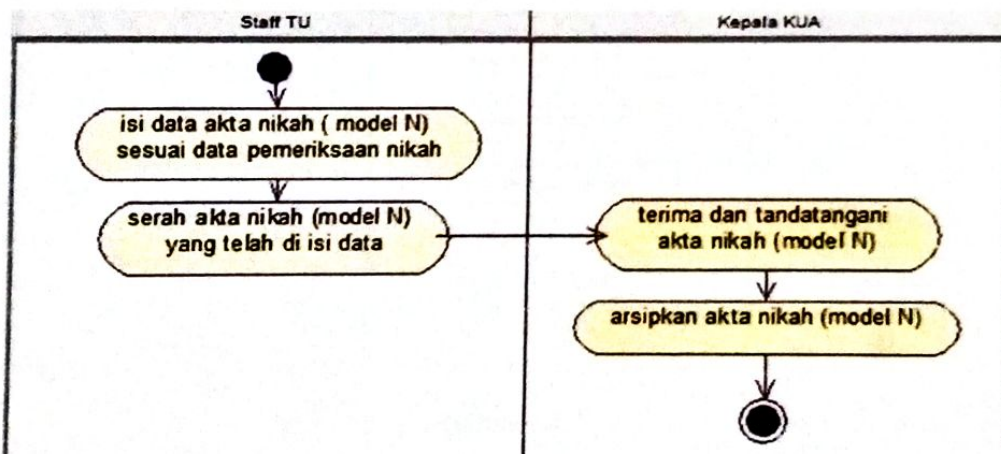 Staff TU
Kepala KUA
isi data akta nikah ( model N)
sesuai data pemeriksaan nikah
serah akta nikah (model N)
yang telah di isi data
terima dan tandatangani
akta nikah (model N)
arsipkan akta nikah (model N)